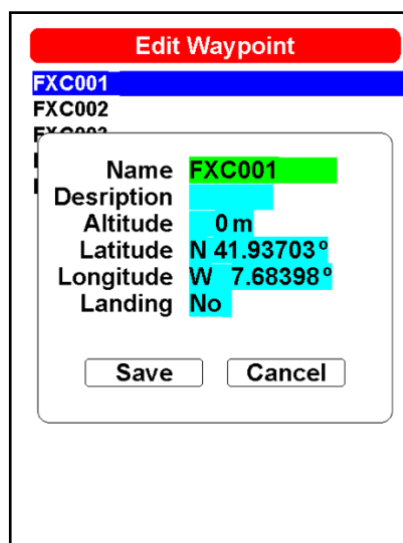 Edit Waypoint
FXC001
FXC002
Name FXC001
Desription
Altitude 0 m
Latitude N 41.93703º
Longitude W 7.68398º
Landing No
Save Cancel